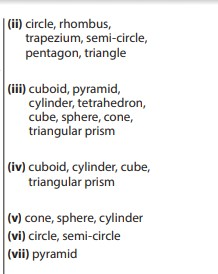 (ii) circle, rhombus,
trapezium, semi-circle,
pentagon, triangle
(iii) cuboid, pyramid,
cylinder, tetrahedron,
cube, sphere, cone,
triangular prism
(iv) cuboid, cylinder, cube,
triangular prism
(v) cone, sphere, cylinder
(vi) circle, semi-circle
(vii) pyramid